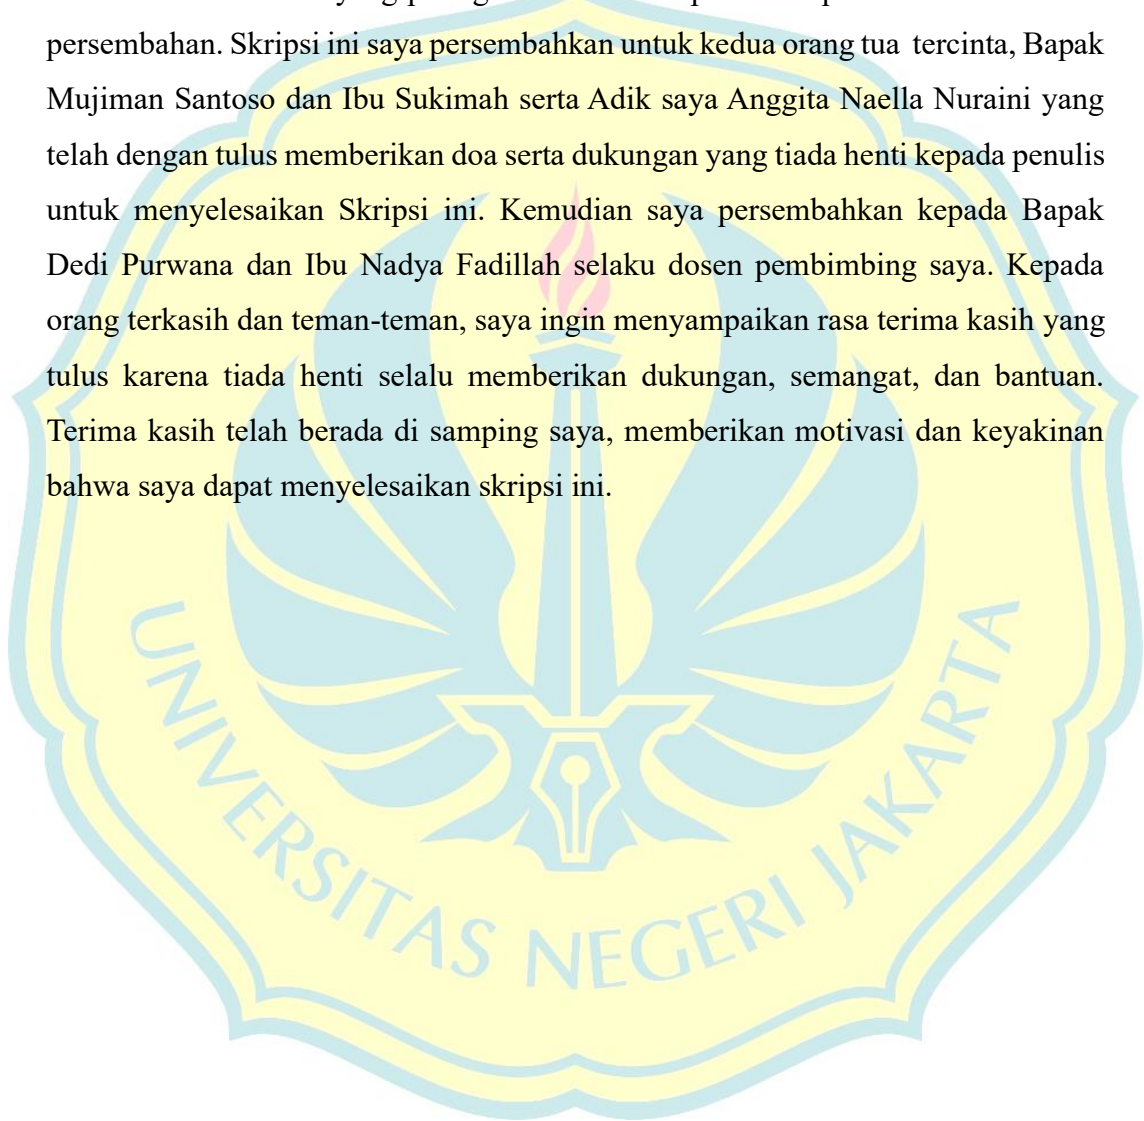 persembahan. Skripsi ini saya persembahkan untuk kedua orang tua tercinta, Bapak
Mujiman Santoso dan Ibu Sukimah serta Adik saya Anggita Naella Nuraini yang
telah dengan tulus memberikan doa serta dukungan yang tiada henti kepada penulis
untuk menyelesaikan Skripsi ini. Kemudian saya persembahkan kepada Bapak
Dedi Purwana dan Ibu Nadya Fadillah selaku dosen pembimbing saya. Kepada
orang terkasih dan teman-teman, saya ingin menyampaikan rasa terima kasih yang
tulus karena tiada henti selalu memberikan dukungan, semangat, dan bantuan.
Terima kasih telah berada di samping saya, memberikan motivasi dan keyakinan
bahwa saya dapat menyelesaikan skripsi ini.
UNIVERSITAS NEGERI JAKARTA